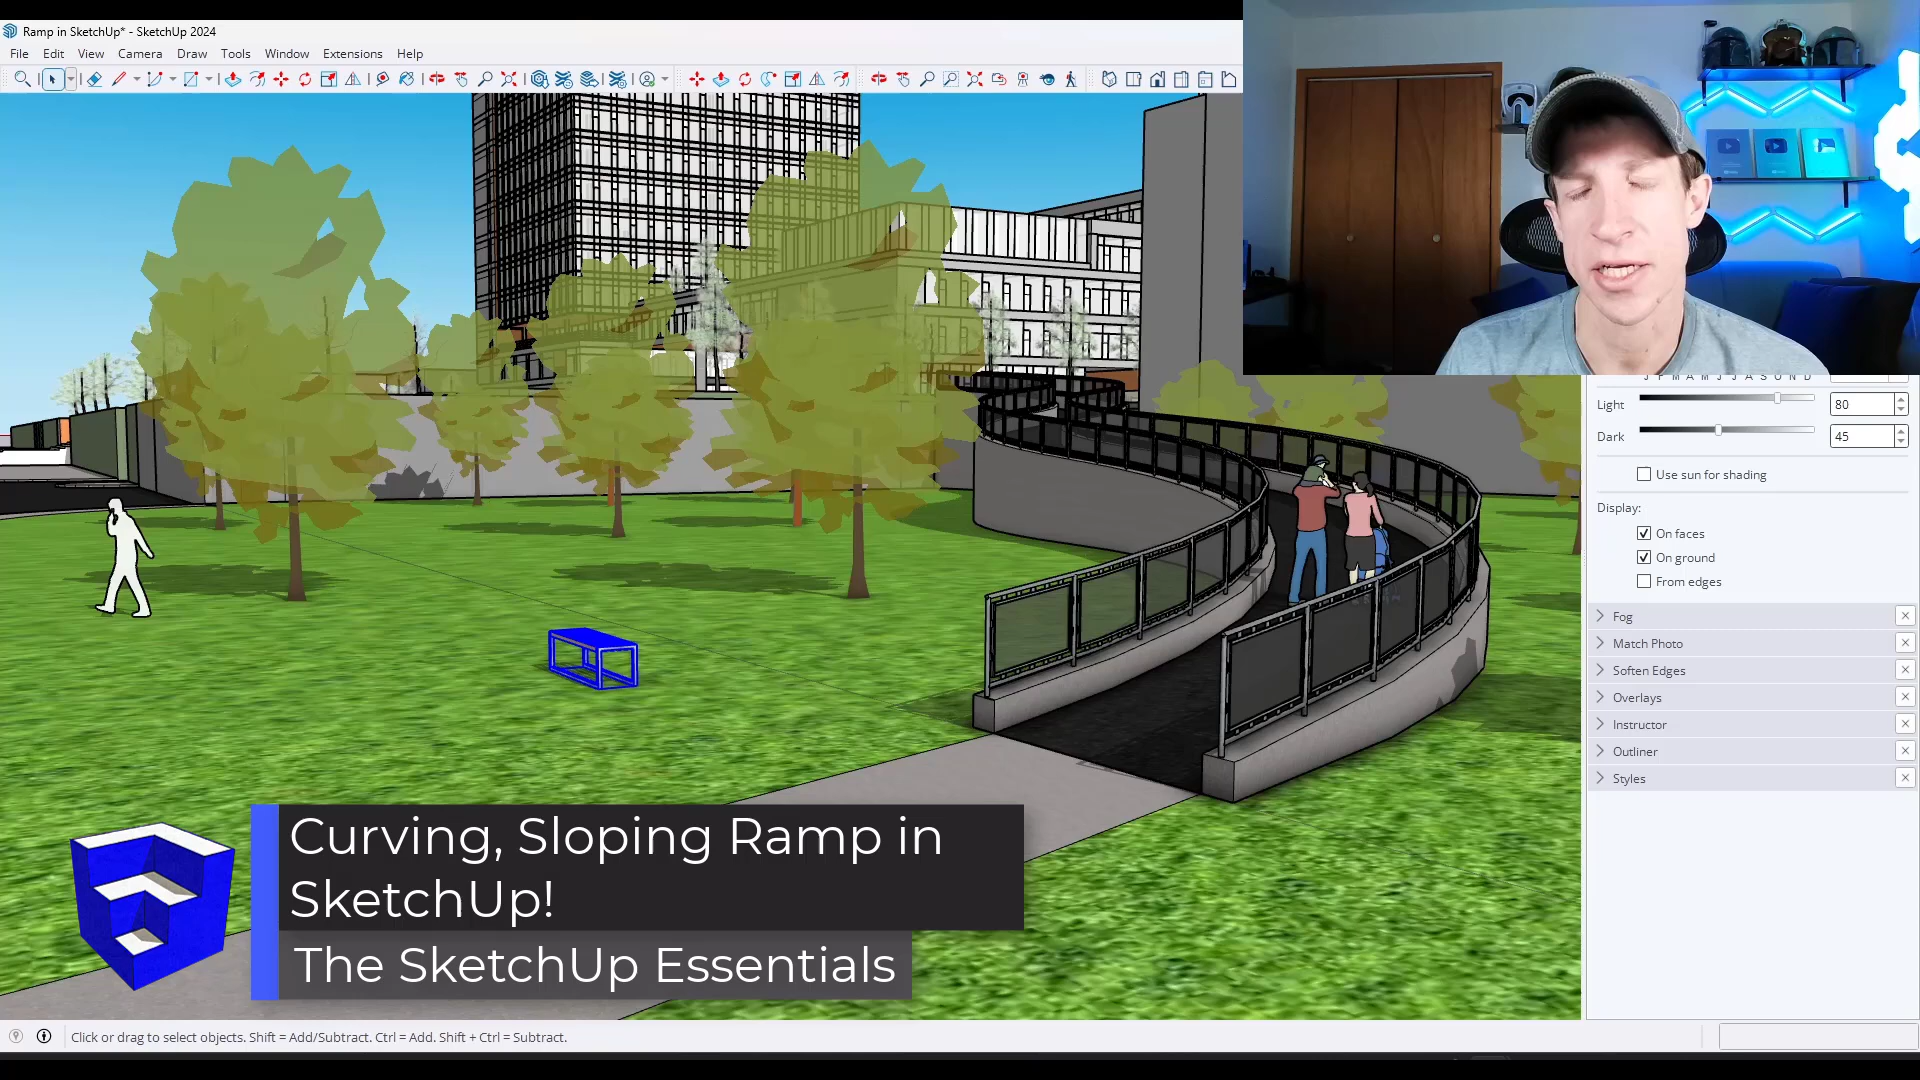 Ramp in SketchUp* - SketchUp 2024
File Edit View Camera Draw Tools Window Extensions Help
J F M A M J J A S O N D
Light 80
Dark 45
Use sun for shading
Display:
On faces
On ground
From edges
Fog
Match Photo
Soften Edges
Overlays
Instructor
Outliner
Styles
Curving, Sloping Ramp in
SketchUp!
The SketchUp Essentials
Click or drag to select objects. Shift = Add/Subtract. Ctrl = Add. Shift + Ctrl = Subtract.